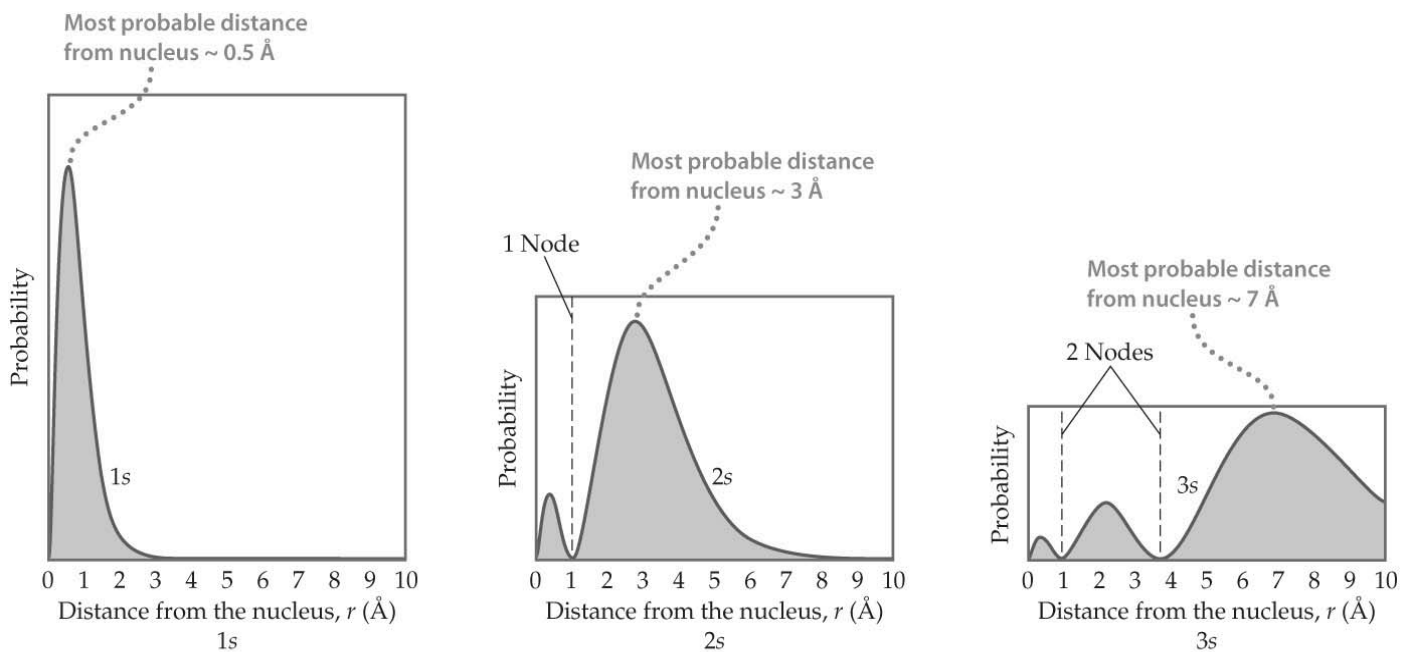 Most probable distance
from nucleus ~ 0.5 Å
Probability
1s
0 1 2 3 4 5 6 7 8 9 10
Distance from the nucleus, r (Å)
1s
Most probable distance
from nucleus ~ 3 Å
1 Node
Probability
2s
0 1 2 3 4 5 6 7 8 9 10
Distance from the nucleus, r (Å)
2s
Most probable distance
from nucleus ~ 7 Å
2 Nodes
Probability
3s
0 1 2 3 4 5 6 7 8 9 10
Distance from the nucleus, r (Å)
3s